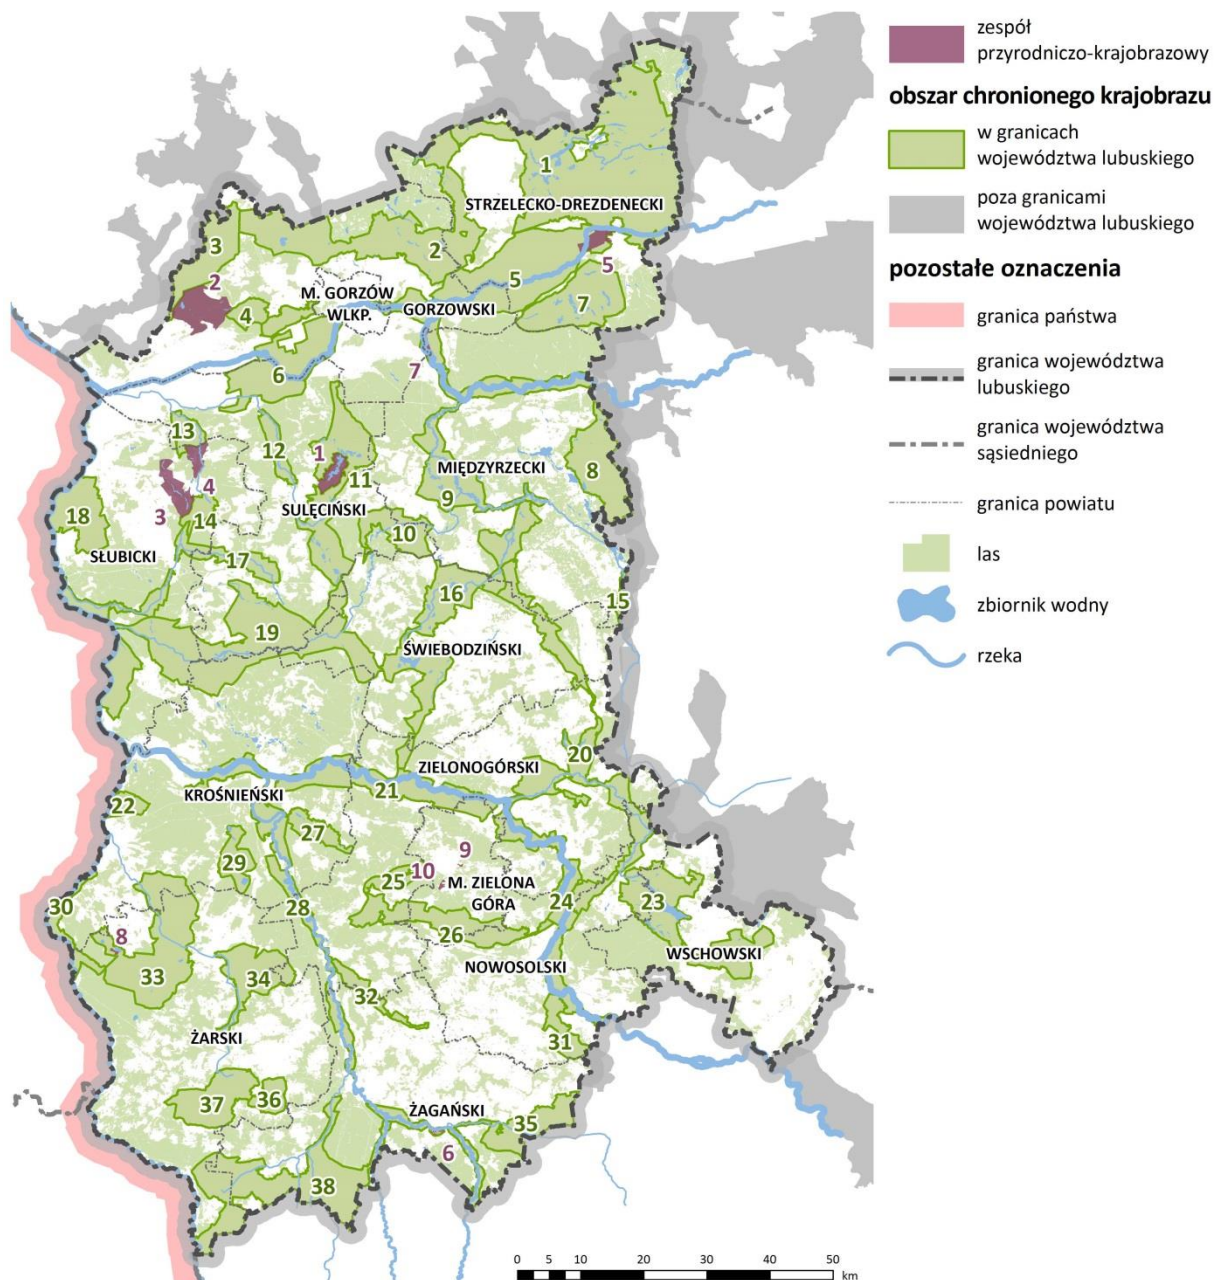 zespół
przyrodniczo-krajobrazowy
obszar chronionego krajobrazu
w granicach
województwa lubuskiego
poza granicami
województwa lubuskiego
pozostałe oznaczenia
granica państwa
granica województwa
lubuskiego
granica województwa
sąsiedniego
granica powiatu
las
zbiornik wodny
rzeka
1
STRZELECKO-DREZDENECKI
3
2
5
2
5
7
M. GORZÓW
WLKP.
GORZOWSKI
4
6
7
13
12
1
11
MIĘDZYRZECKI
8
4
9
18
3
14
SULĘCIŃSKI
10
SŁUBICKI
17
16
15
19
ŚWIEBODZIŃSKI
20
ZIELONOGÓRSKI
KROŚNIEŃSKI
21
22
27
9
29
25
10
M. ZIELONA
GÓRA
24
23
30
28
8
26
WSCHOWSKI
33
34
NOWOSOLSKI
32
ŻARSKI
31
37
36
ŻAGAŃSKI
35
6
38
0 5 10 20 30 40 50
km